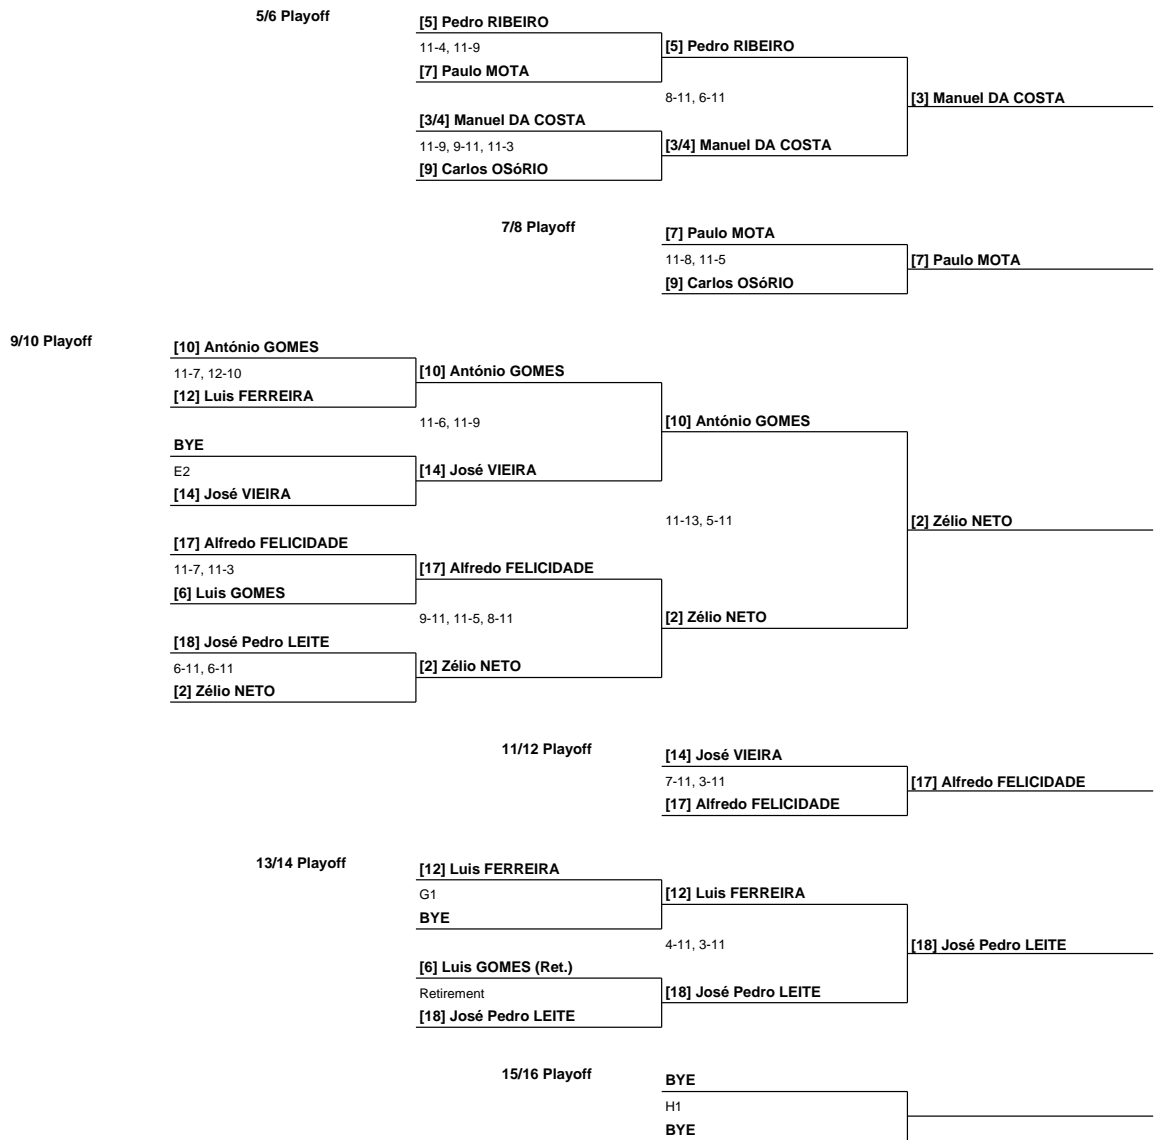 5/6 Playoff
[5] Pedro RIBEIRO
11-4, 11-9
[5] Pedro RIBEIRO
[7] Paulo MOTA
8-11, 6-11
[3] Manuel DA COSTA
[3/4] Manuel DA COSTA
11-9, 9-11, 11-3
[3/4] Manuel DA COSTA
[9] Carlos OSóRIO
7/8 Playoff
[7] Paulo MOTA
11-8, 11-5
[7] Paulo MOTA
[9] Carlos OSóRIO
9/10 Playoff
[10] António GOMES
11-7, 12-10
[10] António GOMES
[12] Luis FERREIRA
11-6, 11-9
[10] António GOMES
BYE
E2
[14] José VIEIRA
[14] José VIEIRA
11-13, 5-11
[2] Zélio NETO
[17] Alfredo FELICIDADE
11-7, 11-3
[17] Alfredo FELICIDADE
[6] Luis GOMES
9-11, 11-5, 8-11
[2] Zélio NETO
[18] José Pedro LEITE
6-11, 6-11
[2] Zélio NETO
[2] Zélio NETO
11/12 Playoff
[14] José VIEIRA
7-11, 3-11
[17] Alfredo FELICIDADE
[17] Alfredo FELICIDADE
13/14 Playoff
[12] Luis FERREIRA
G1
[12] Luis FERREIRA
BYE
4-11, 3-11
[18] José Pedro LEITE
[6] Luis GOMES (Ret.)
Retirement
[18] José Pedro LEITE
[18] José Pedro LEITE
15/16 Playoff
BYE
H1
BYE